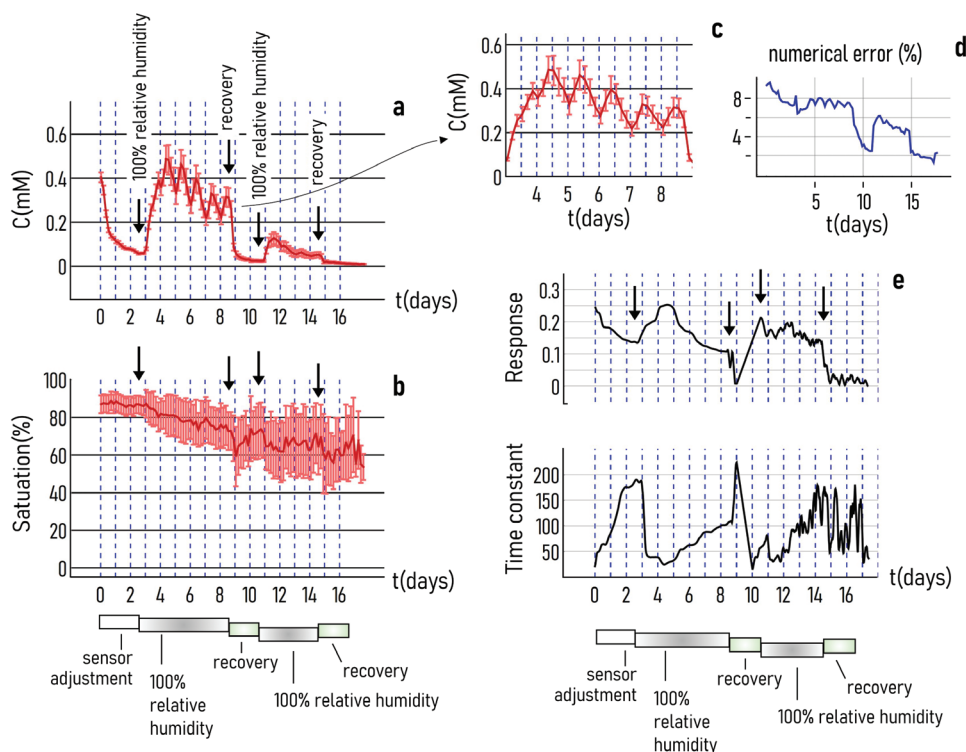 a
100% relative humidity
recovery
100% relative humidity
recovery
C(mM)
0.6
0.4
0.2
0
0 2 4 6 8 10 12 14 16
t(days)
c
C(mM)
0.6
0.4
0.2
0
4 5 6 7 8
t(days)
d
numerical error (%)
8
4
5 10 15
t(days)
b
Satuation(%)
100
80
60
40
20
0
0 2 4 6 8 10 12 14 16
t(days)
sensor
adjustment
100%
relative
humidity
recovery
100% relative humidity
recovery
e
Response
0.3
0.2
0.1
0
Time constant
200
150
100
50
0 2 4 6 8 10 12 14 16
t(days)
sensor
adjustment
100%
relative
humidity
recovery
100% relative humidity
recovery